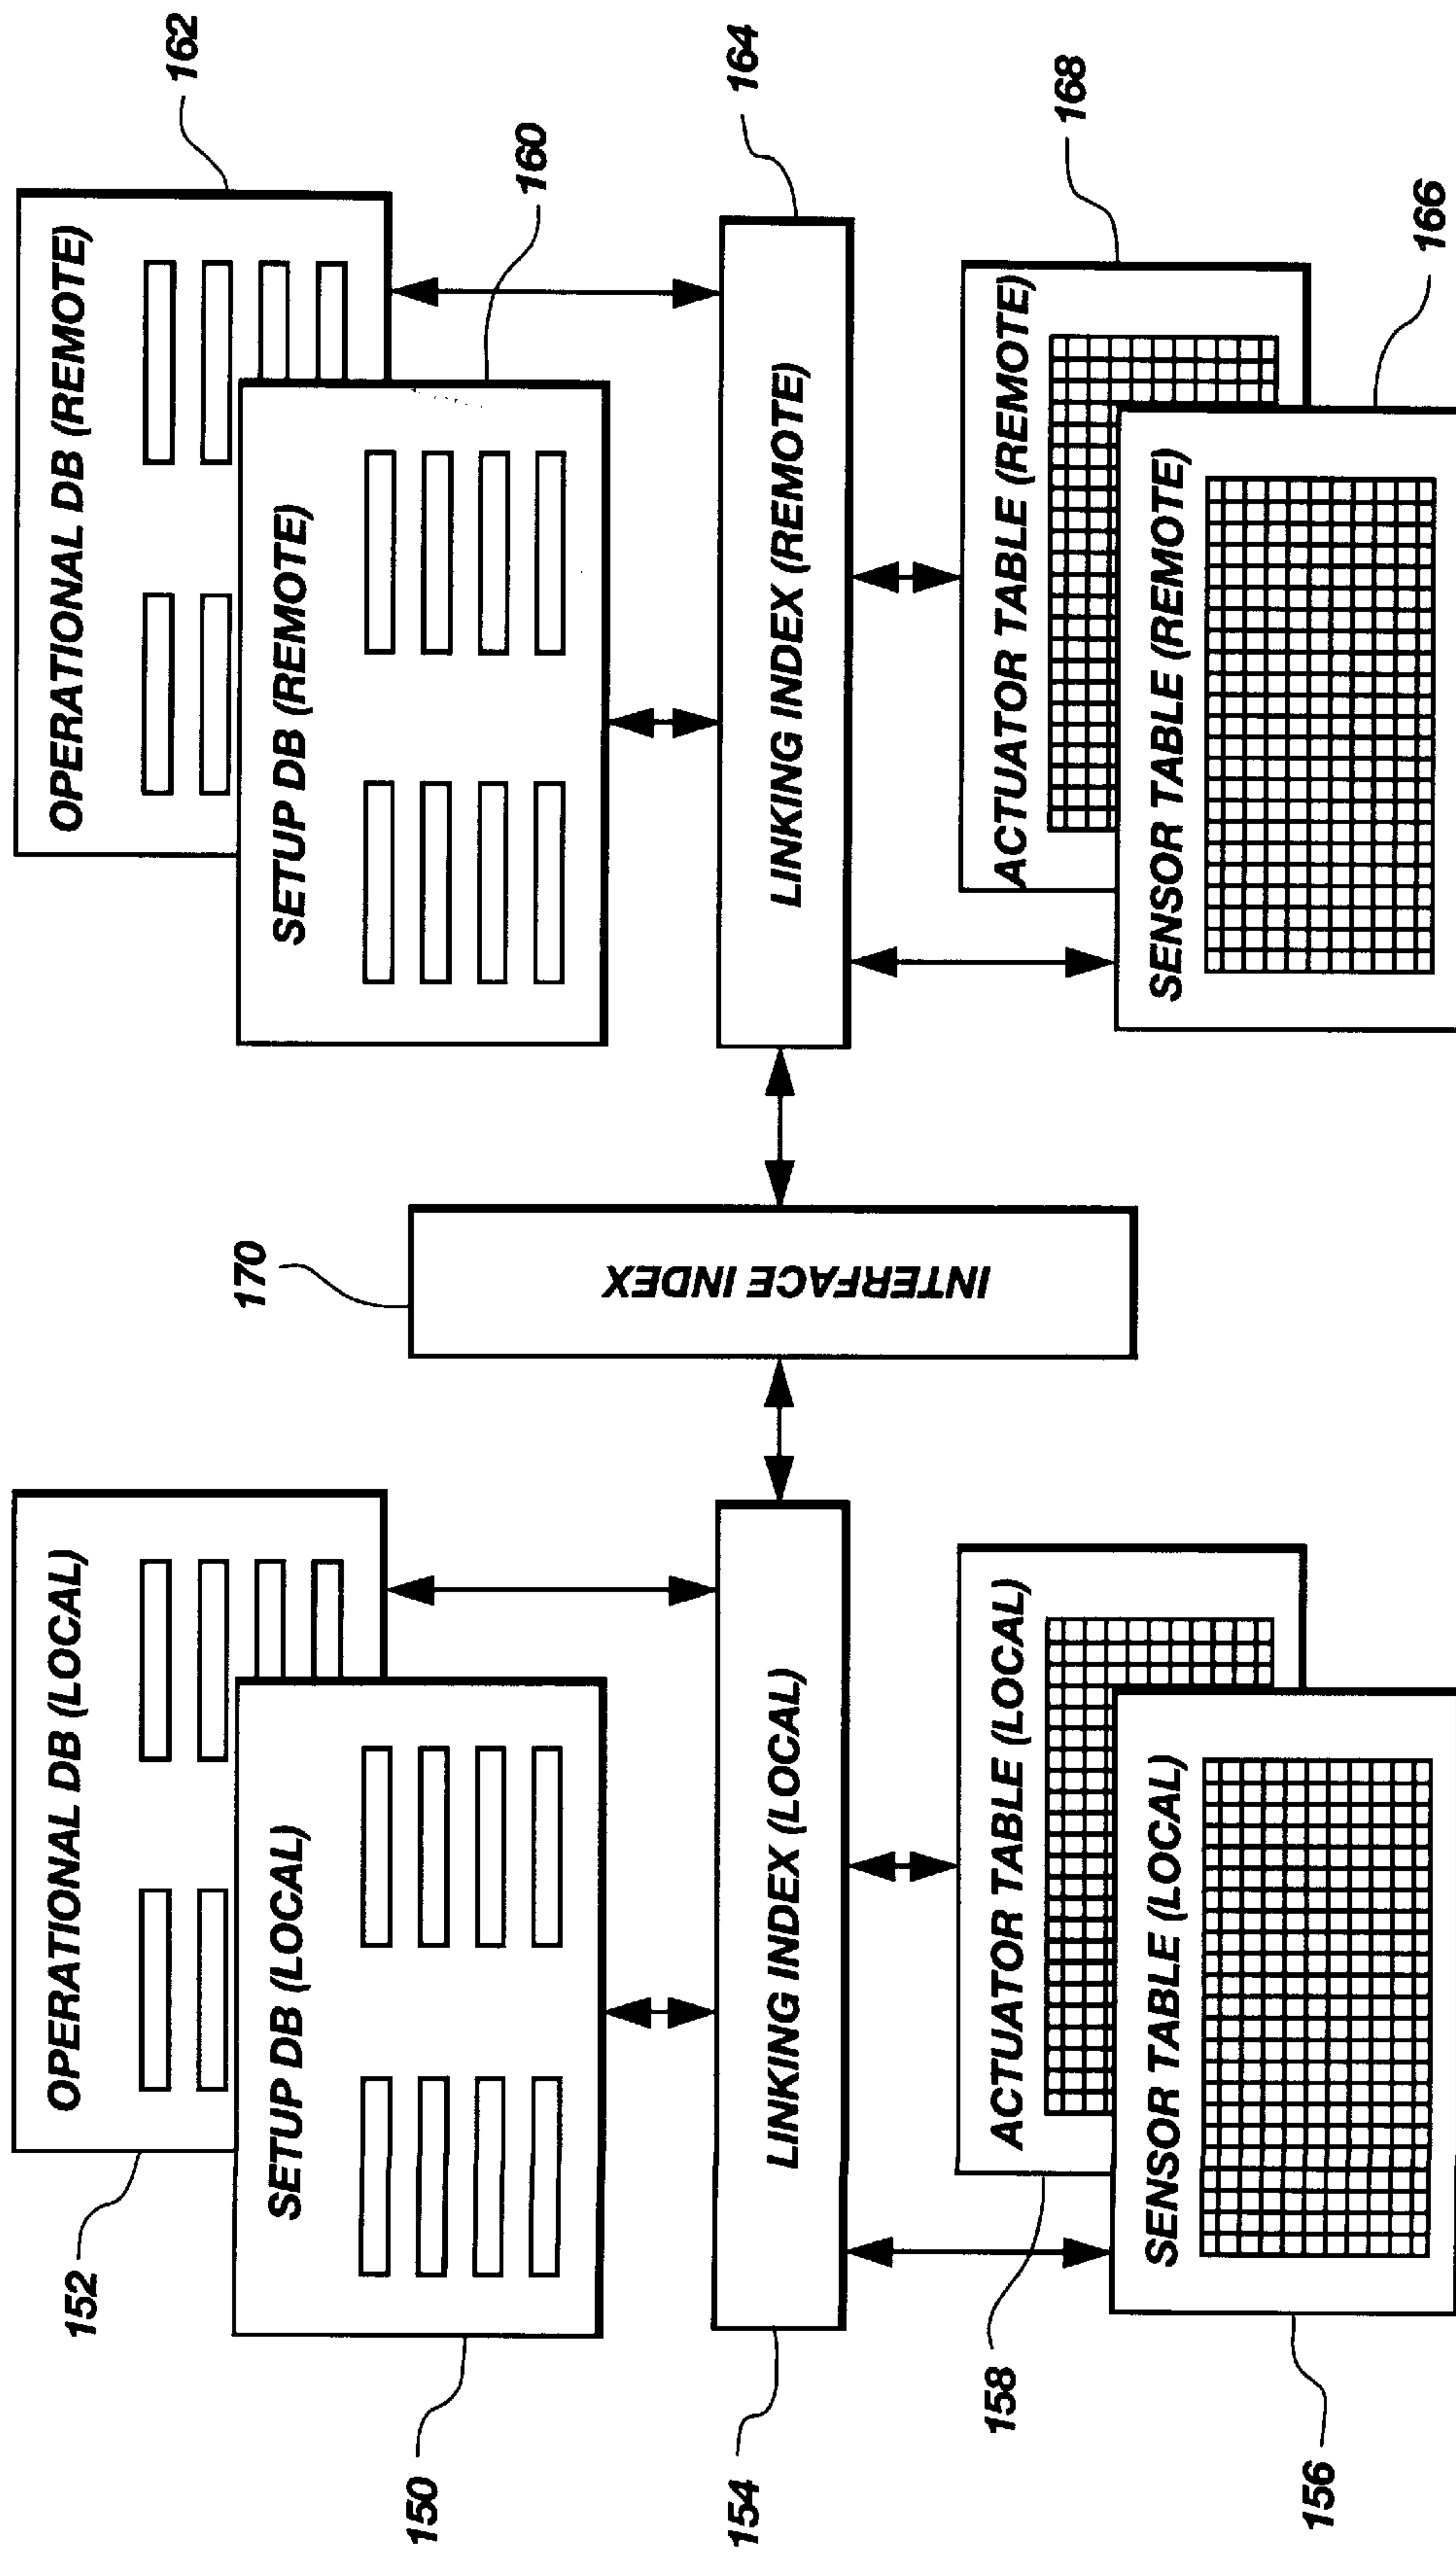 OPERATIONAL DB (LOCAL)
152
SETUP DB (LOCAL)
150
LINKING INDEX (LOCAL)
154
ACTUATOR TABLE (LOCAL)
158
SENSOR TABLE (LOCAL)
156
170
INTERFACE INDEX
OPERATIONAL DB (REMOTE)
162
SETUP DB (REMOTE)
160
LINKING INDEX (REMOTE)
164
ACTUATOR TABLE (REMOTE)
168
SENSOR TABLE (REMOTE)
166